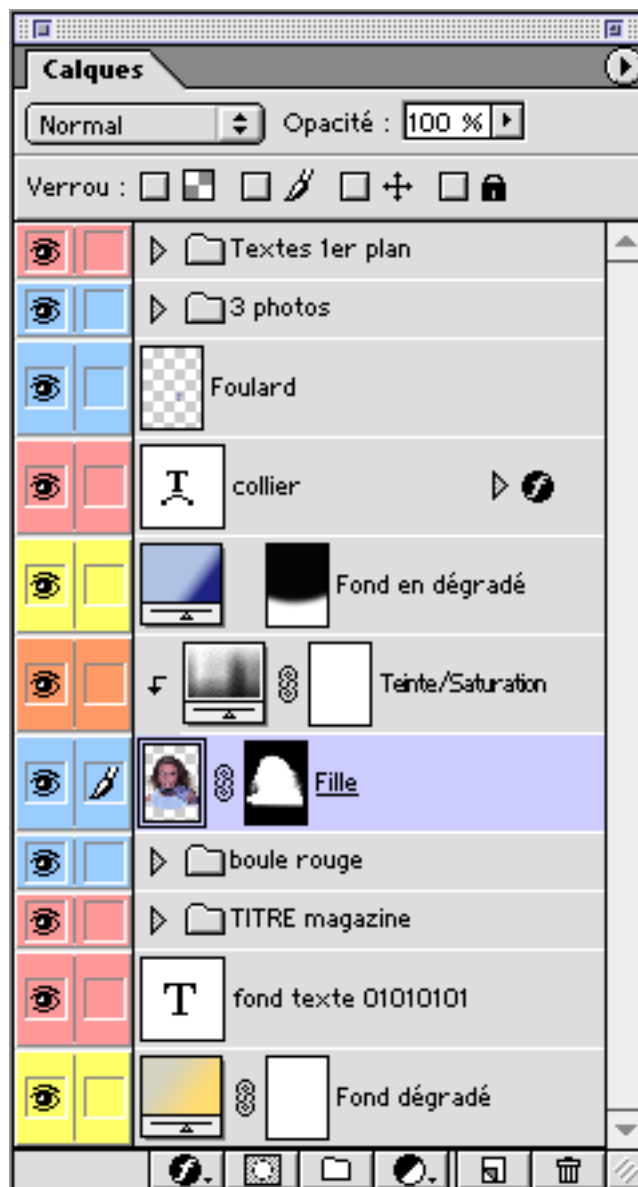 Calques
Normal Opacité : 100 %
Verrou :
Textes 1er plan
3 photos
Foulard
T collier
Fond en dégradé
Teinte/Saturation
Fille
boule rouge
TITRE magazine
T fond texte 01010101
Fond dégradé